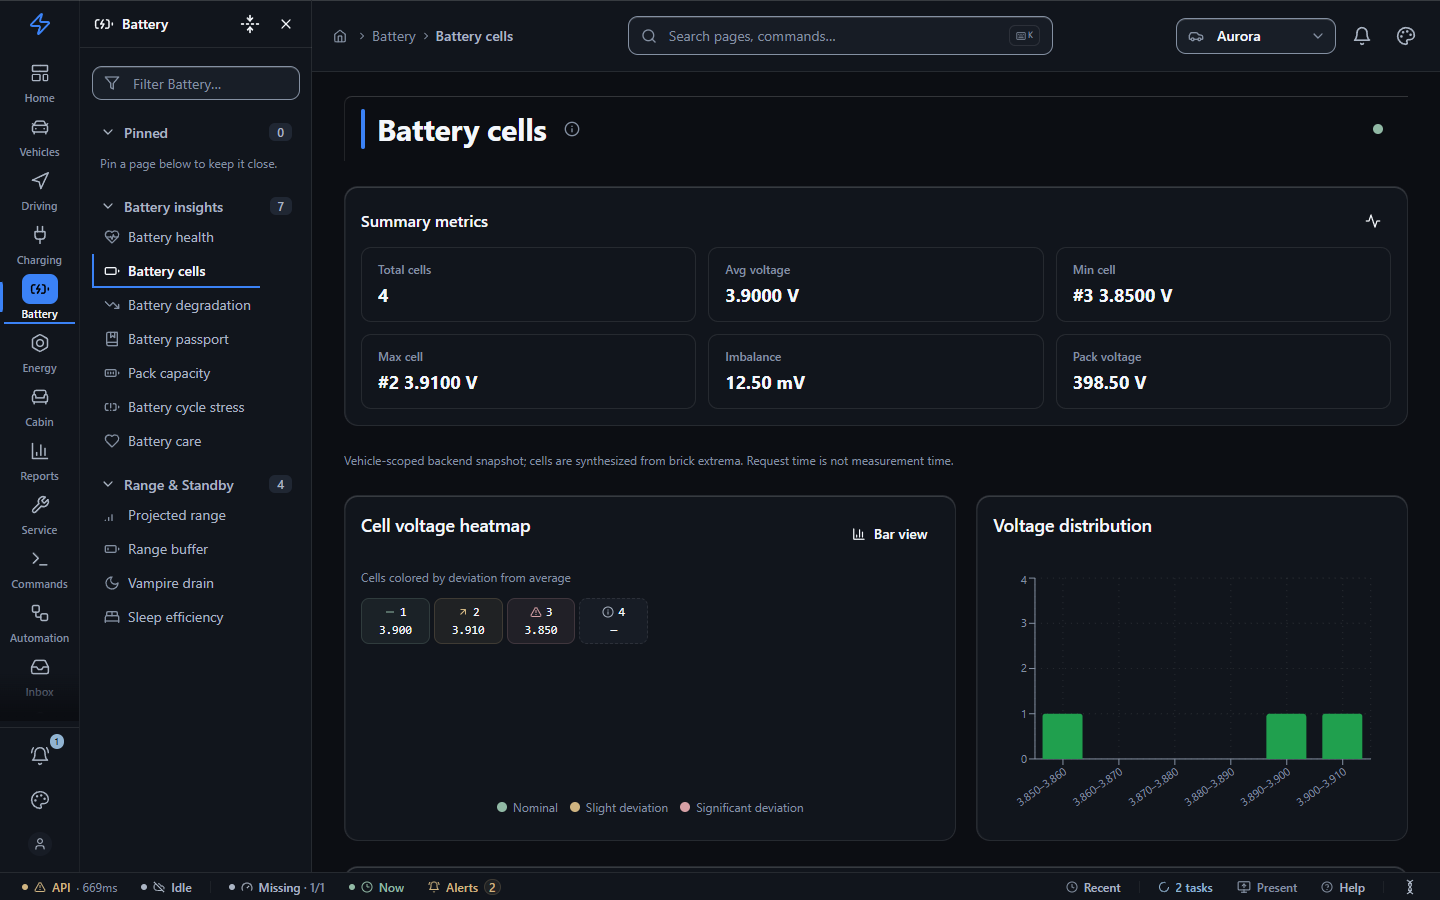 Battery
Battery
Battery cells
Search pages, commands...
K
Aurora
Home
Vehicles
Driving
Charging
Battery
Energy
Cabin
Reports
Service
Commands
Automation
Inbox
1
Filter Battery...
Pinned
0
Pin a page below to keep it close.
Battery insights
7
Battery health
Battery cells
Battery degradation
Battery passport
Pack capacity
Battery cycle stress
Battery care
Range & Standby
4
Projected range
Range buffer
Vampire drain
Sleep efficiency
Battery cells
Summary metrics
Total cells
4
Avg voltage
3.9000 V
Min cell
#3 3.8500 V
Max cell
#2 3.9100 V
Imbalance
12.50 mV
Pack voltage
398.50 V
Vehicle-scoped backend snapshot; cells are synthesized from brick extrema. Request time is not measurement time.
Cell voltage heatmap
Bar view
Cells colored by deviation from average
1
3.900
2
3.910
3
3.850
4
—
Nominal
Slight deviation
Significant deviation
Voltage distribution
4
3
2
1
0
3.850–3.860
3.860–3.870
3.870–3.880
3.880–3.890
3.890–3.900
3.900–3.910
API · 669ms
Idle
Missing · 1/1
Now
Alerts 2
Recent
2 tasks
Present
Help